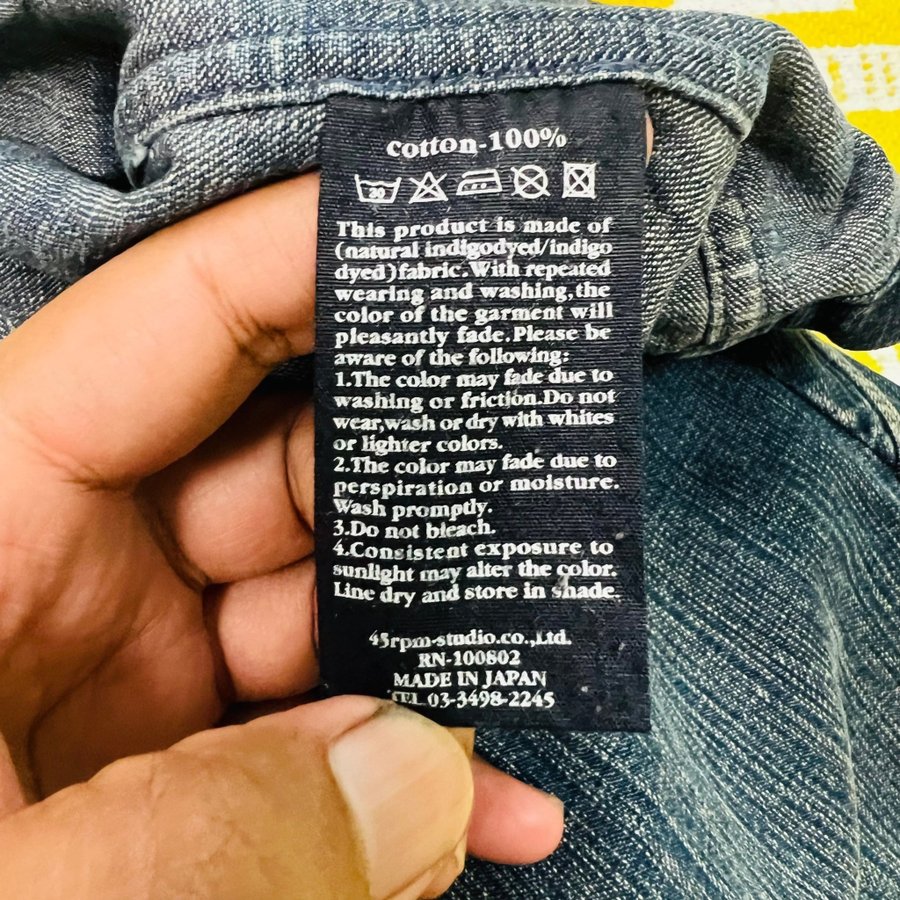 cotton-100%
30
This product is made of
(natural indigodyed/indigo
dyed)fabric.With repeated
wearing and washing,the
color of the garment will
pleasantly fade.Please be
aware of the following:
1.The color may fade due to
washing or friction.Do not
wear,wash or dry with whites
or lighter colors.
2.The color may fade due to
perspiration or moisture.
Wash promptly.
3.Do not bleach.
4.Consistent exposure to
sunlight may alter the color.
Line dry and store in shade.
45rpm-studio.co.,Ltd.
RN-100802
MADE IN JAPAN
TEL 03-3498-2245